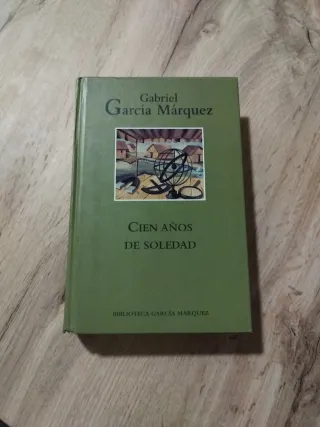 Gabriel
García Márquez
CIEN AÑOS
DE SOLEDAD
BIBLIOTECA GARCÍA MÁRQUEZ